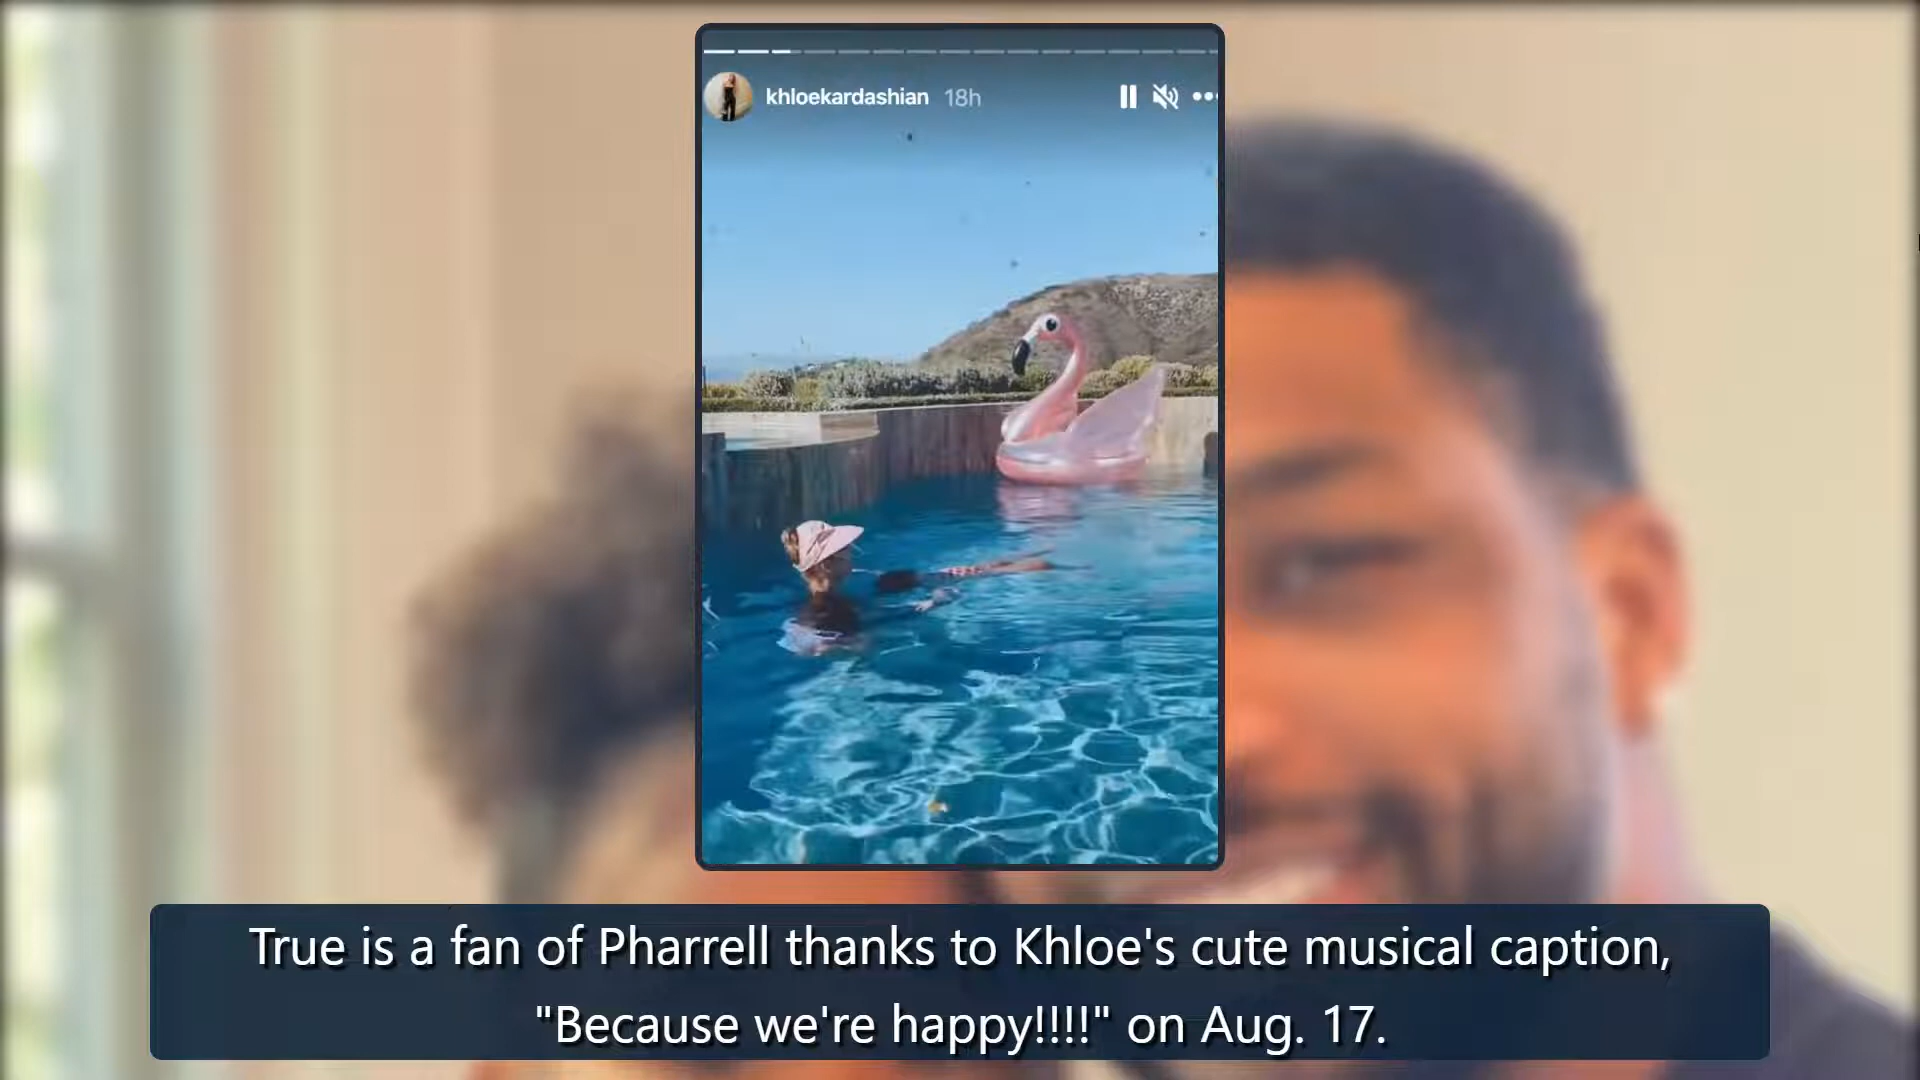 khloekardashian 18h
True is a fan of Pharrell thanks to Khloe's cute musical caption,
"Because we're happy!!!!" on Aug. 17.